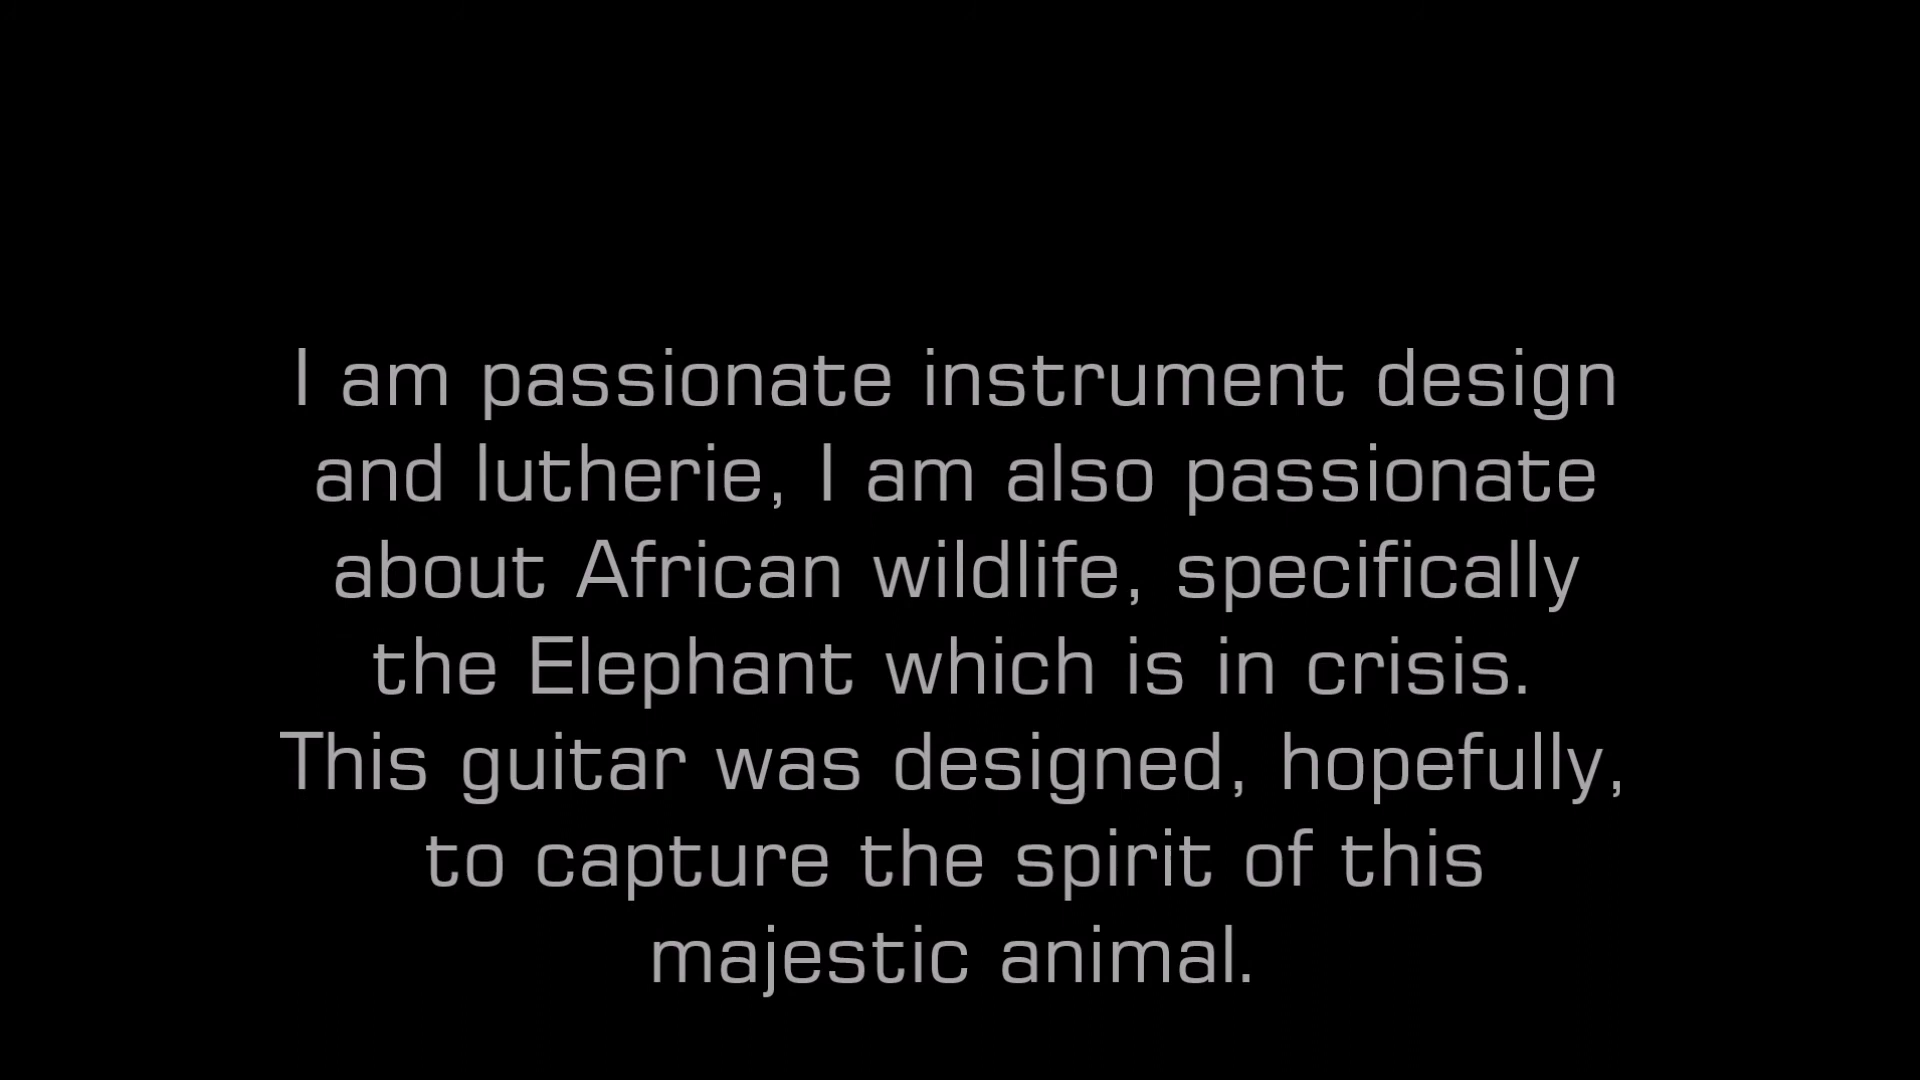 I am passionate instrument design
and lutherie, I am also passionate
about African wildlife, specifically
the Elephant which is in crisis.
This guitar was designed, hopefully,
to capture the spirit of this
majestic animal.